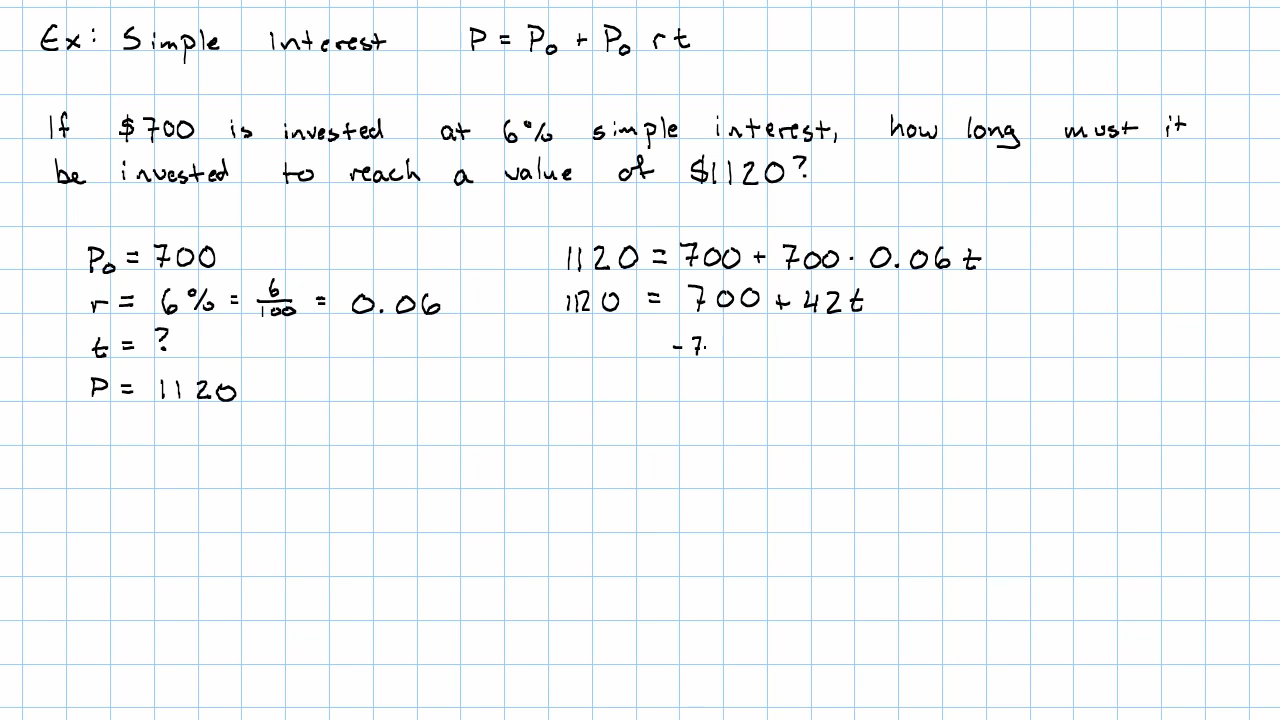 Ex: Simple Interest P = P₀ + P₀ r t
If $700 is invested at 6% simple interest, how long must it
be invested to reach a value of $1120?
P₀ = 700
r = 6% = 6/100 = 0.06
t = ?
P = 1120
1120 = 700 + 700 · 0.06 t
1120 = 700 + 42t
- 7.